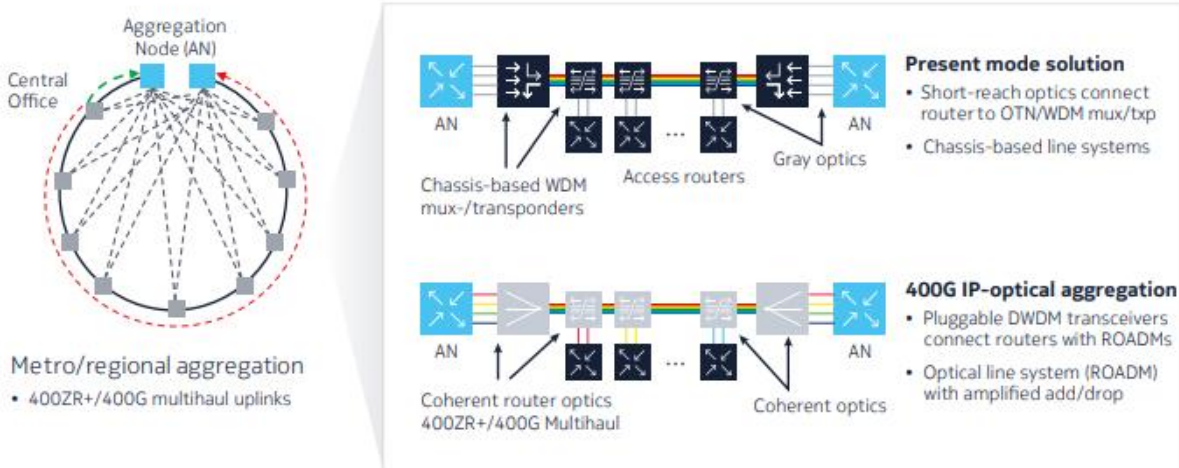 Aggregation
Node (AN)
Central
Office
Metro/regional aggregation
• 400ZR+/400G multihaul uplinks
AN
AN
Chassis-based WDM
mux-/transponders
...
Access routers
Gray optics
Present mode solution
• Short-reach optics connect
router to OTN/WDM mux/txp
• Chassis-based line systems
AN
AN
Coherent router optics
400ZR+/400G Multihaul
...
Coherent optics
400G IP-optical aggregation
• Pluggable DWDM transceivers
connect routers with ROADMs
• Optical line system (ROADM)
with amplified add/drop